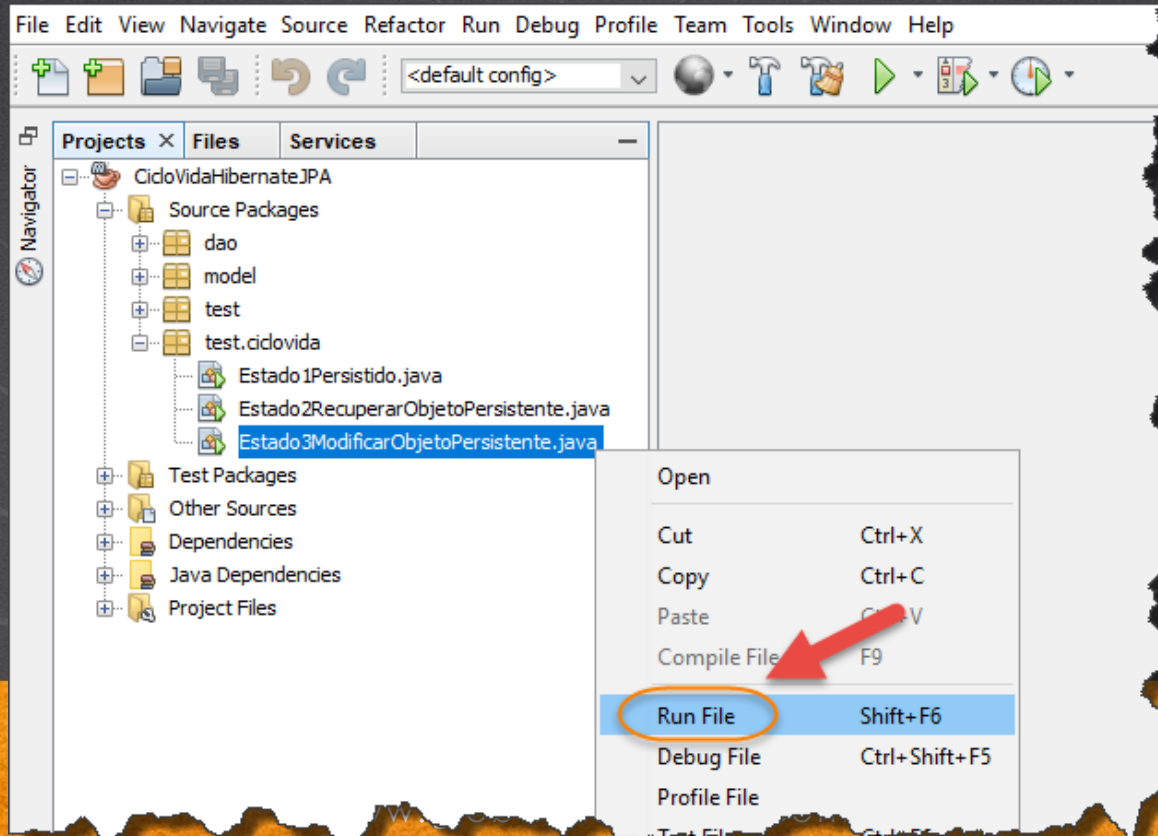 File Edit View Navigate Source Refactor Run Debug Profile Team Tools Window Help
<default config>
Projects Files Services
Navigator
CicloVidaHibernateJPA
Source Packages
dao
model
test
test.ciclovida
Estado1Persistido.java
Estado2RecuperarObjetoPersistente.java
Estado3ModificarObjetoPersistente.java
Test Packages
Other Sources
Dependencies
Java Dependencies
Project Files
Open
Cut Ctrl+X
Copy Ctrl+C
Paste
Compile File F9
Run File Shift+F6
Debug File Ctrl+Shift+F5
Profile File